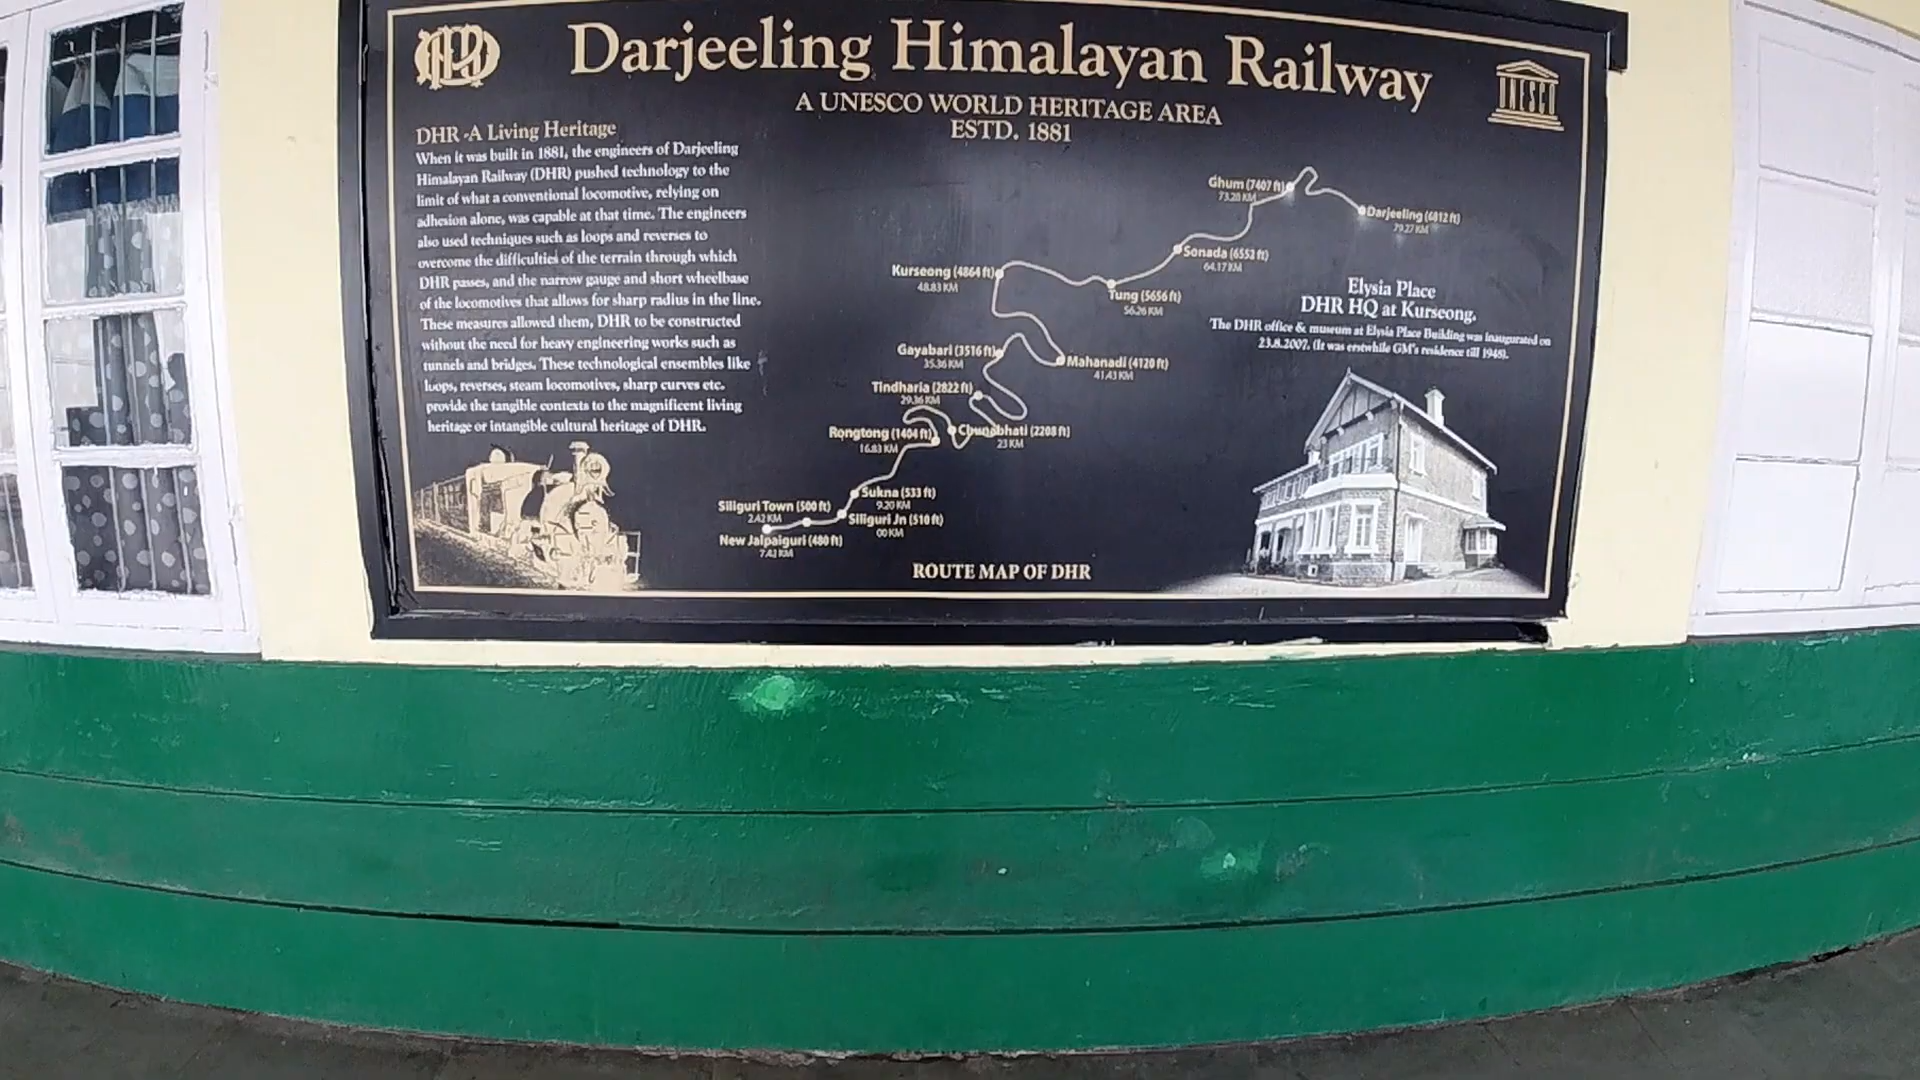 DHR
Darjeeling Himalayan Railway
UNESCO
A UNESCO WORLD HERITAGE AREA
ESTD. 1881
DHR -A Living Heritage
When it was built in 1881, the engineers of Darjeeling
Himalayan Railway (DHR) pushed technology to the
limit of what a conventional locomotive, relying on
adhesion alone, was capable at that time. The engineers
also used techniques such as loops and reverses to
overcome the difficulties of the terrain through which
DHR passes, and the narrow gauge and short wheelbase
of the locomotives that allows for sharp radius in the line.
These measures allowed them, DHR to be constructed
without the need for heavy engineering works such as
tunnels and bridges. These technological ensembles like
loops, reverses, steam locomotives, sharp curves etc.
provide the tangible contexts to the magnificent living
heritage or intangible cultural heritage of DHR.
Ghum (7407 ft)
73.20 KM
Darjeeling (6812 ft)
79.27 KM
Sonada (6552 ft)
64.17 KM
Kurseong (4864 ft)
48.83 KM
Tung (5656 ft)
56.26 KM
Gayabari (3516 ft)
35.36 KM
Mahanadi (4120 ft)
41.43 KM
Tindharia (2822 ft)
29.36 KM
Rongtong (1404 ft)
16.83 KM
Chunabhati (2208 ft)
23 KM
Sukna (533 ft)
9.20 KM
Siliguri Town (500 ft)
2.42 KM
Siliguri Jn (510 ft)
00 KM
New Jalpaiguri (480 ft)
7.42 KM
ROUTE MAP OF DHR
Elysia Place
DHR HQ at Kurseong.
The DHR office & museum at Elysia Place Building was inaugurated on
23.8.2007. (It was erstwhile GM's residence till 1948).